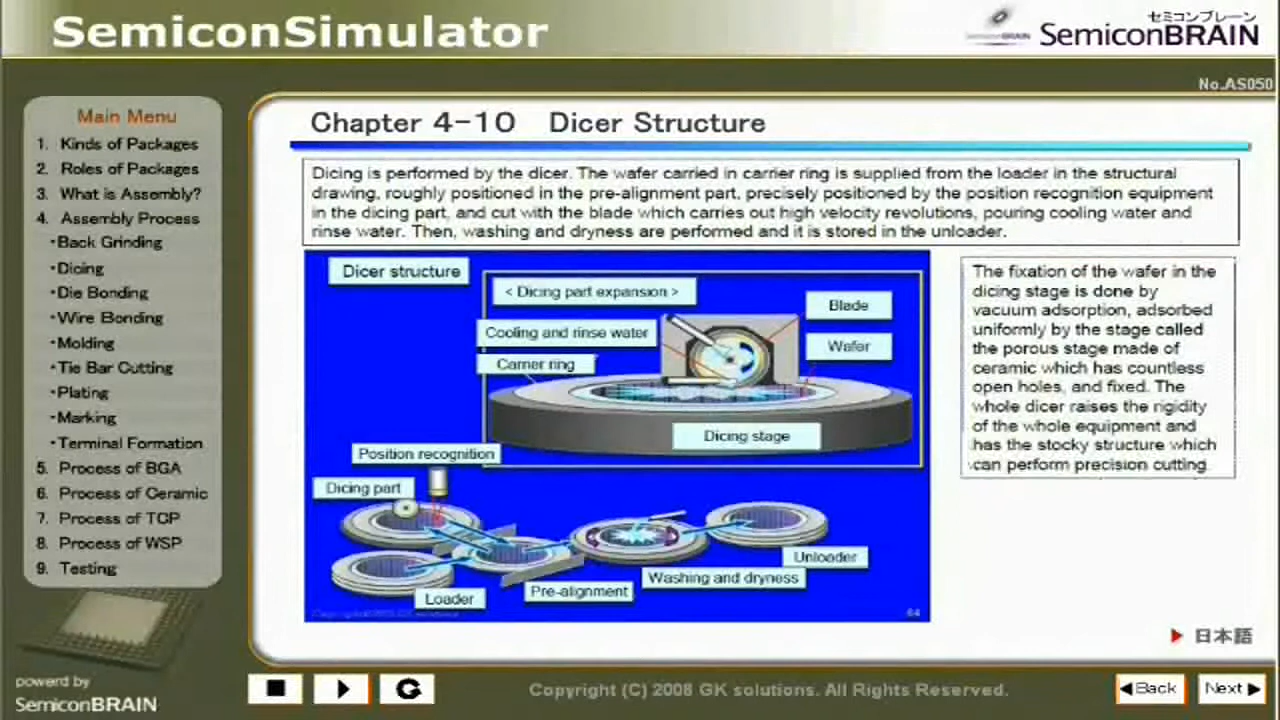 SemiconSimulator
セミコンブレーン
SemiconBRAIN
No.AS050
Main Menu
1. Kinds of Packages
2. Roles of Packages
3. What is Assembly?
4. Assembly Process
・Back Grinding
・Dicing
・Die Bonding
・Wire Bonding
・Molding
・Tie Bar Cutting
・Plating
・Marking
・Terminal Formation
5. Process of BGA
6. Process of Ceramic
7. Process of TCP
8. Process of WSP
9. Testing
powerd by
SemiconBRAIN
Chapter 4-10 Dicer Structure
Dicing is performed by the dicer. The wafer carried in carrier ring is supplied from the loader in the structural
drawing, roughly positioned in the pre-alignment part, precisely positioned by the position recognition equipment
in the dicing part, and cut with the blade which carries out high velocity revolutions, pouring cooling water and
rinse water. Then, washing and dryness are performed and it is stored in the unloader.
Dicer structure
< Dicing part expansion >
Blade
Cooling and rinse water
Wafer
Carrier ring
Dicing stage
Position recognition
Dicing part
Unloader
Washing and dryness
Pre-alignment
Loader
64
The fixation of the wafer in the
dicing stage is done by
vacuum adsorption, adsorbed
uniformly by the stage called
the porous stage made of
ceramic which has countless
open holes, and fixed. The
whole dicer raises the rigidity
of the whole equipment and
has the stocky structure which
can perform precision cutting.
日本語
Copyright (C) 2008 GK solutions. All Rights Reserved.
Back
Next